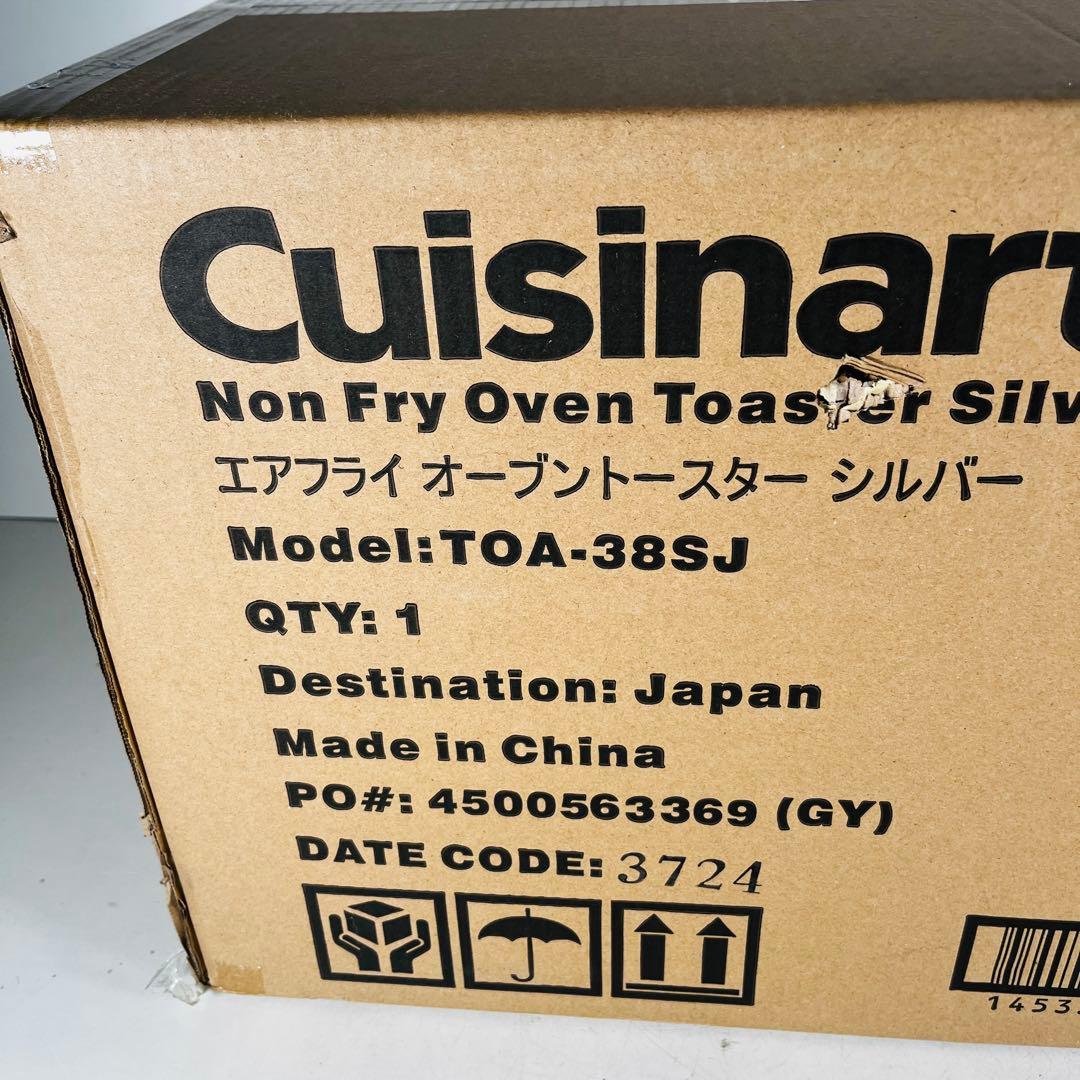 Cuisinart
Non Fry Oven Toaster Silv
エアフライ オーブントースター シルバー
Model:TOA-38SJ
QTY: 1
Destination: Japan
Made in China
PO#: 4500563369 (GY)
DATE CODE: 3724
1453